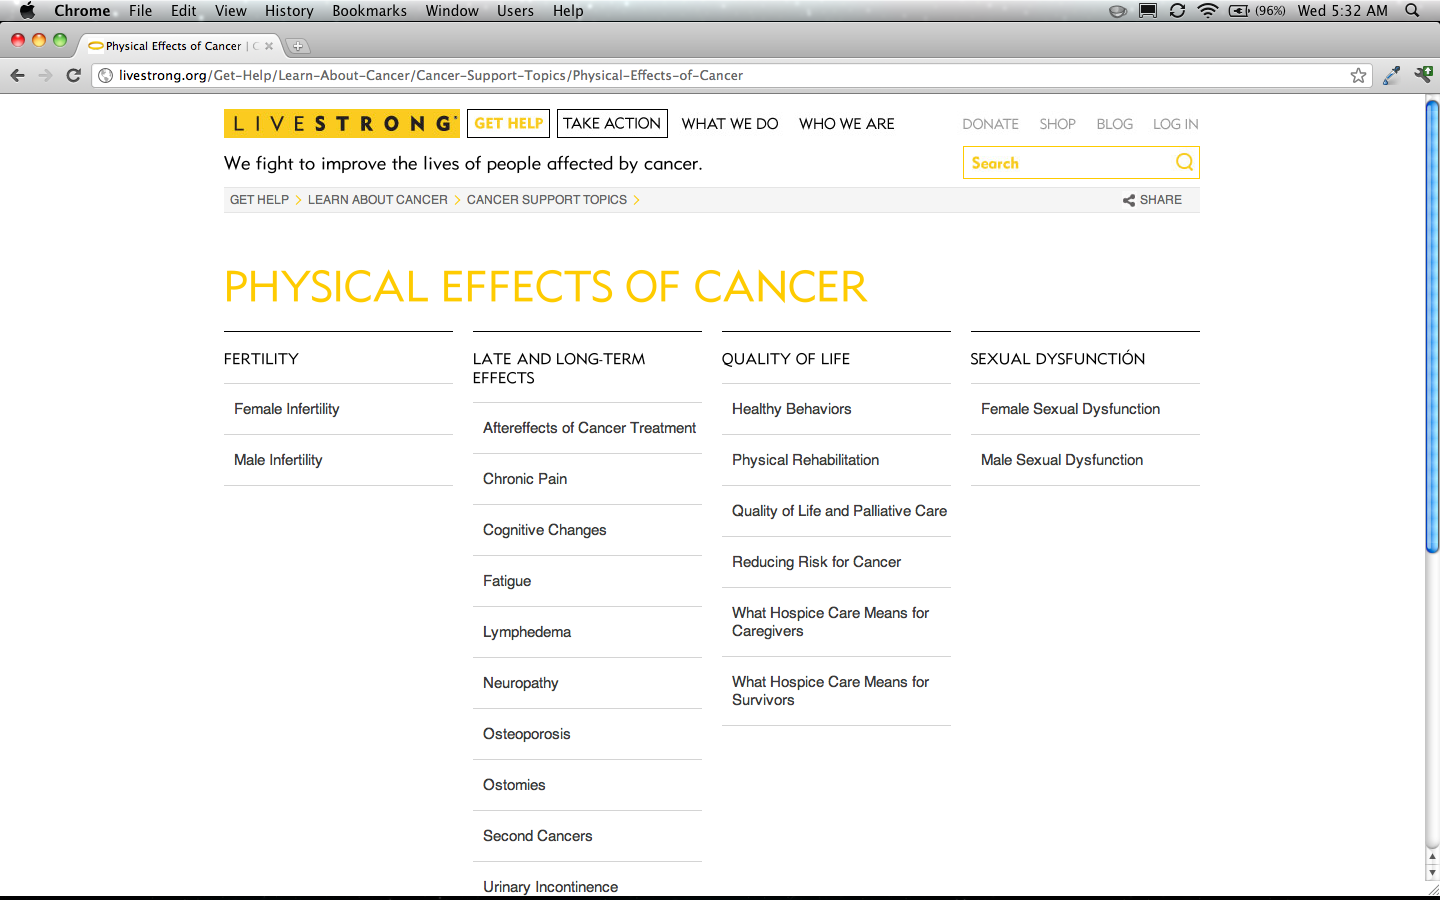 Chrome File Edit View History Bookmarks Window Users Help (96%) Wed 5:32 AM
Physical Effects of Cancer | C
livestrong.org/Get-Help/Learn-About-Cancer/Cancer-Support-Topics/Physical-Effects-of-Cancer
LIVESTRONG GET HELP TAKE ACTION WHAT WE DO WHO WE ARE DONATE SHOP BLOG LOG IN
We fight to improve the lives of people affected by cancer.
Search
GET HELP LEARN ABOUT CANCER CANCER SUPPORT TOPICS SHARE
PHYSICAL EFFECTS OF CANCER
FERTILITY
Female Infertility
Male Infertility
LATE AND LONG-TERM
EFFECTS
Aftereffects of Cancer Treatment
Chronic Pain
Cognitive Changes
Fatigue
Lymphedema
Neuropathy
Osteoporosis
Ostomies
Second Cancers
Urinary Incontinence
QUALITY OF LIFE
Healthy Behaviors
Physical Rehabilitation
Quality of Life and Palliative Care
Reducing Risk for Cancer
What Hospice Care Means for
Caregivers
What Hospice Care Means for
Survivors
SEXUAL DYSFUNCTIÓN
Female Sexual Dysfunction
Male Sexual Dysfunction